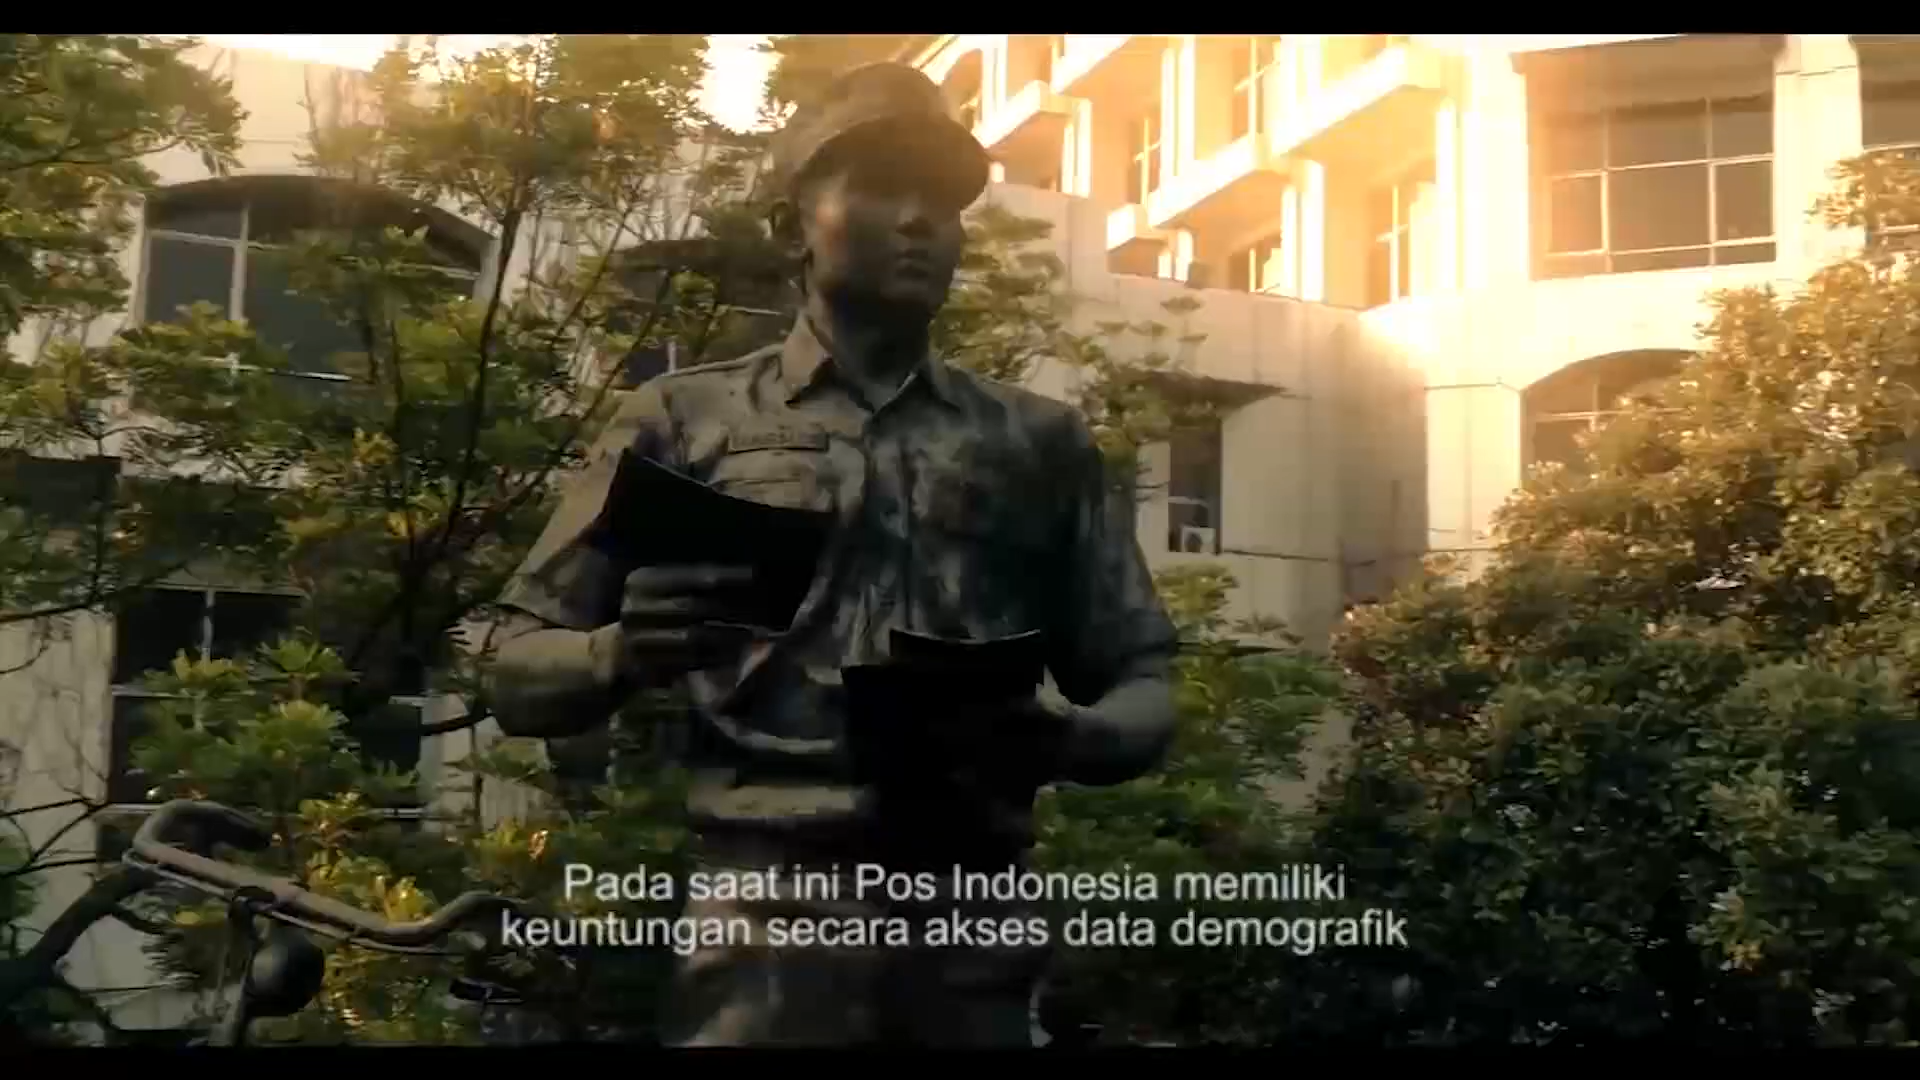 Pada saat ini Pos Indonesia memiliki
keuntungan secara akses data demografik